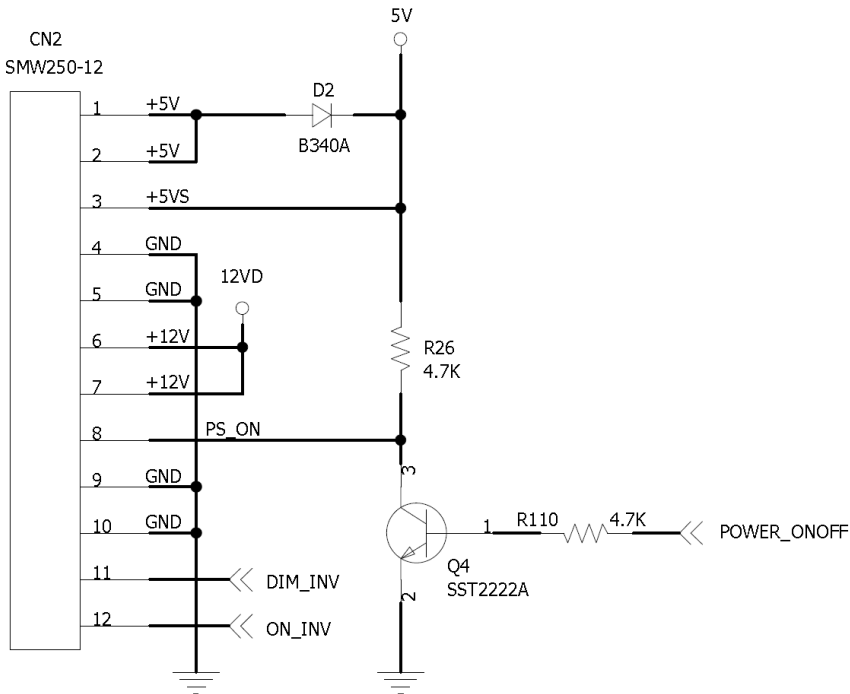 5V
CN2
SMW250-12
D2
B340A
1 +5V
2 +5V
3 +5VS
4 GND
5 GND
12VD
6 +12V
7 +12V
R26
4.7K
8 PS_ON
3
9 GND
10 GND
1 R110 4.7K POWER_ONOFF
Q4
SST2222A
2
11 DIM_INV
12 ON_INV